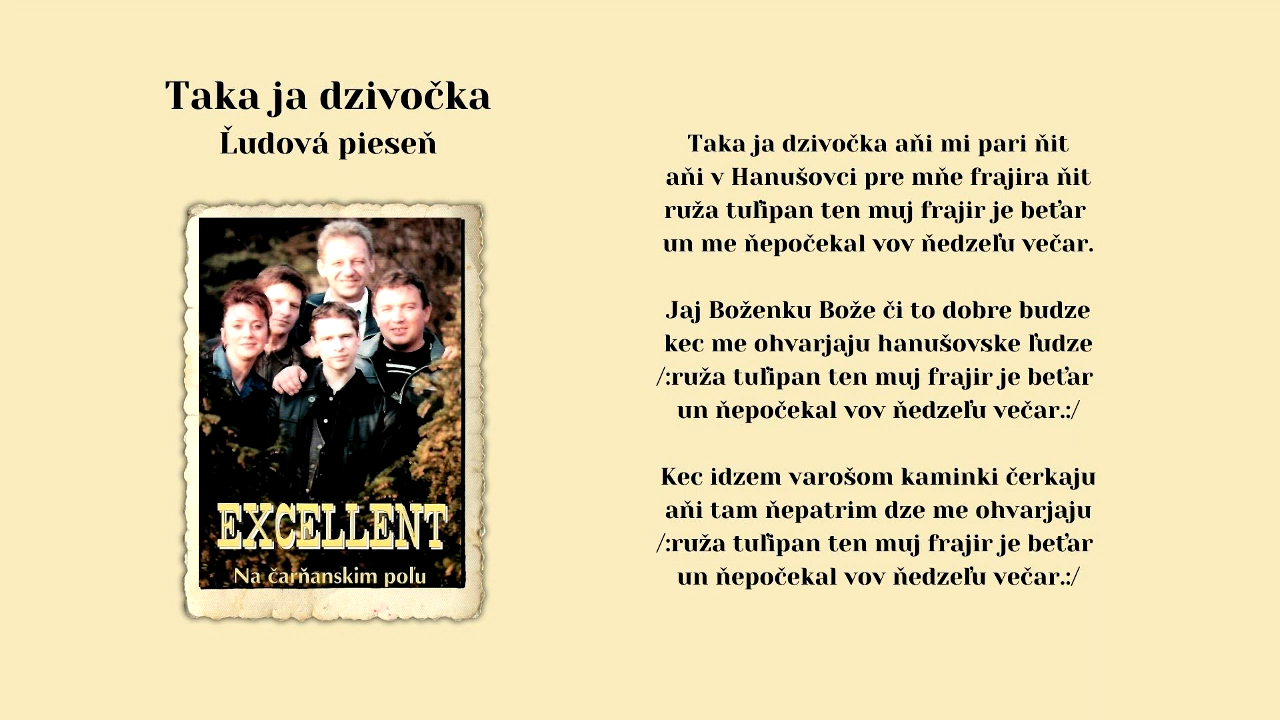 Taka ja dzivočka
Ľudová pieseň
EXCELLENT
Na čarňanskim poľu
Taka ja dzivočka aňi mi pari ňit
aňi v Hanušovci pre mňe frajira ňit
ruža tuľipan ten muj frajir je beťar
un me ňepočekal vov ňedzeľu večar.
Jaj Boženku Bože či to dobre budze
kec me ohvarjaju hanušovske ľudze
/:ruža tuľipan ten muj frajir je beťar
un ňepočekal vov ňedzeľu večar.:/
Kec idzem varošom kaminki čerkaju
aňi tam ňepatrim dze me ohvarjaju
/:ruža tuľipan ten muj frajir je beťar
un ňepočekal vov ňedzeľu večar.:/